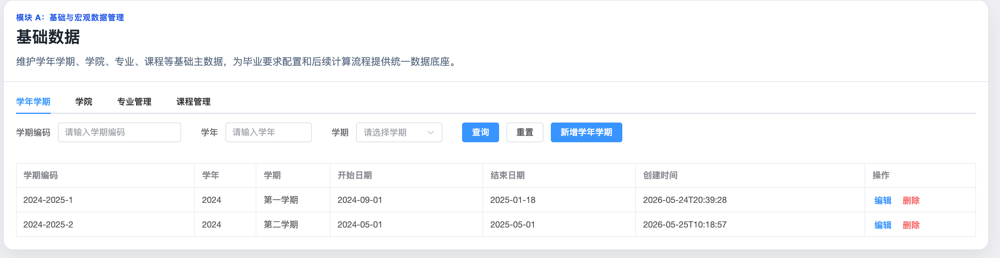 模块 A：基础与宏观数据管理
基础数据
维护学年学期、学院、专业、课程等基础主数据，为毕业要求配置和后续计算流程提供统一数据底座。
学年学期 学院 专业管理 课程管理
学期编码 请输入学期编码 学年 请输入学年 学期 请选择学期 查询 重置 新增学年学期
学期编码 学年 学期 开始日期 结束日期 创建时间 操作
2024-2025-1 2024 第一学期 2024-09-01 2025-01-18 2026-05-24T20:39:28 编辑 删除
2024-2025-2 2024 第二学期 2024-05-01 2025-05-01 2026-05-25T10:18:57 编辑 删除